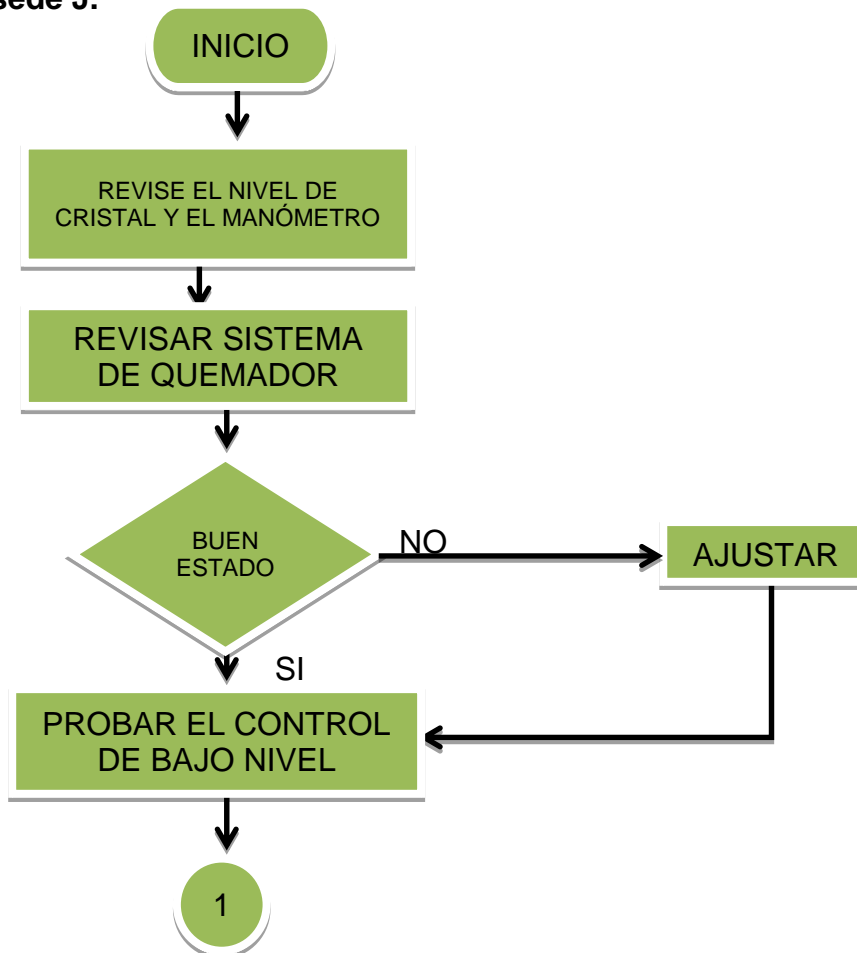 sede J.
INICIO
REVISE EL NIVEL DE
CRISTAL Y EL MANÓMETRO
REVISAR SISTEMA
DE QUEMADOR
BUEN
ESTADO
NO
AJUSTAR
SI
PROBAR EL CONTROL
DE BAJO NIVEL
1